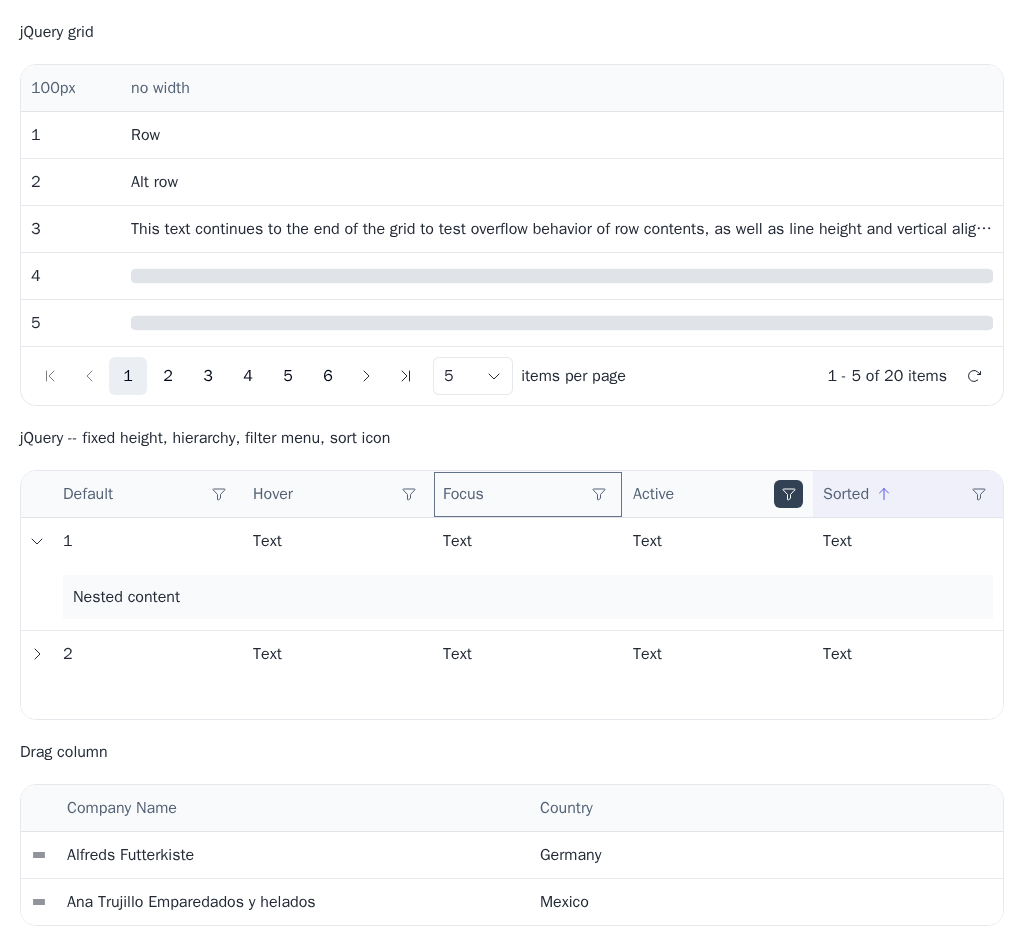 jQuery grid
100px no width
1 Row
2 Alt row
3 This text continues to the end of the grid to test overflow behavior of row contents, as well as line height and vertical alig…
4
5
1 2 3 4 5 6 5 items per page 1 - 5 of 20 items
jQuery -- fixed height, hierarchy, filter menu, sort icon
Default Hover Focus Active Sorted
1 Text Text Text Text
Nested content
2 Text Text Text Text
Drag column
Company Name Country
Alfreds Futterkiste Germany
Ana Trujillo Emparedados y helados Mexico